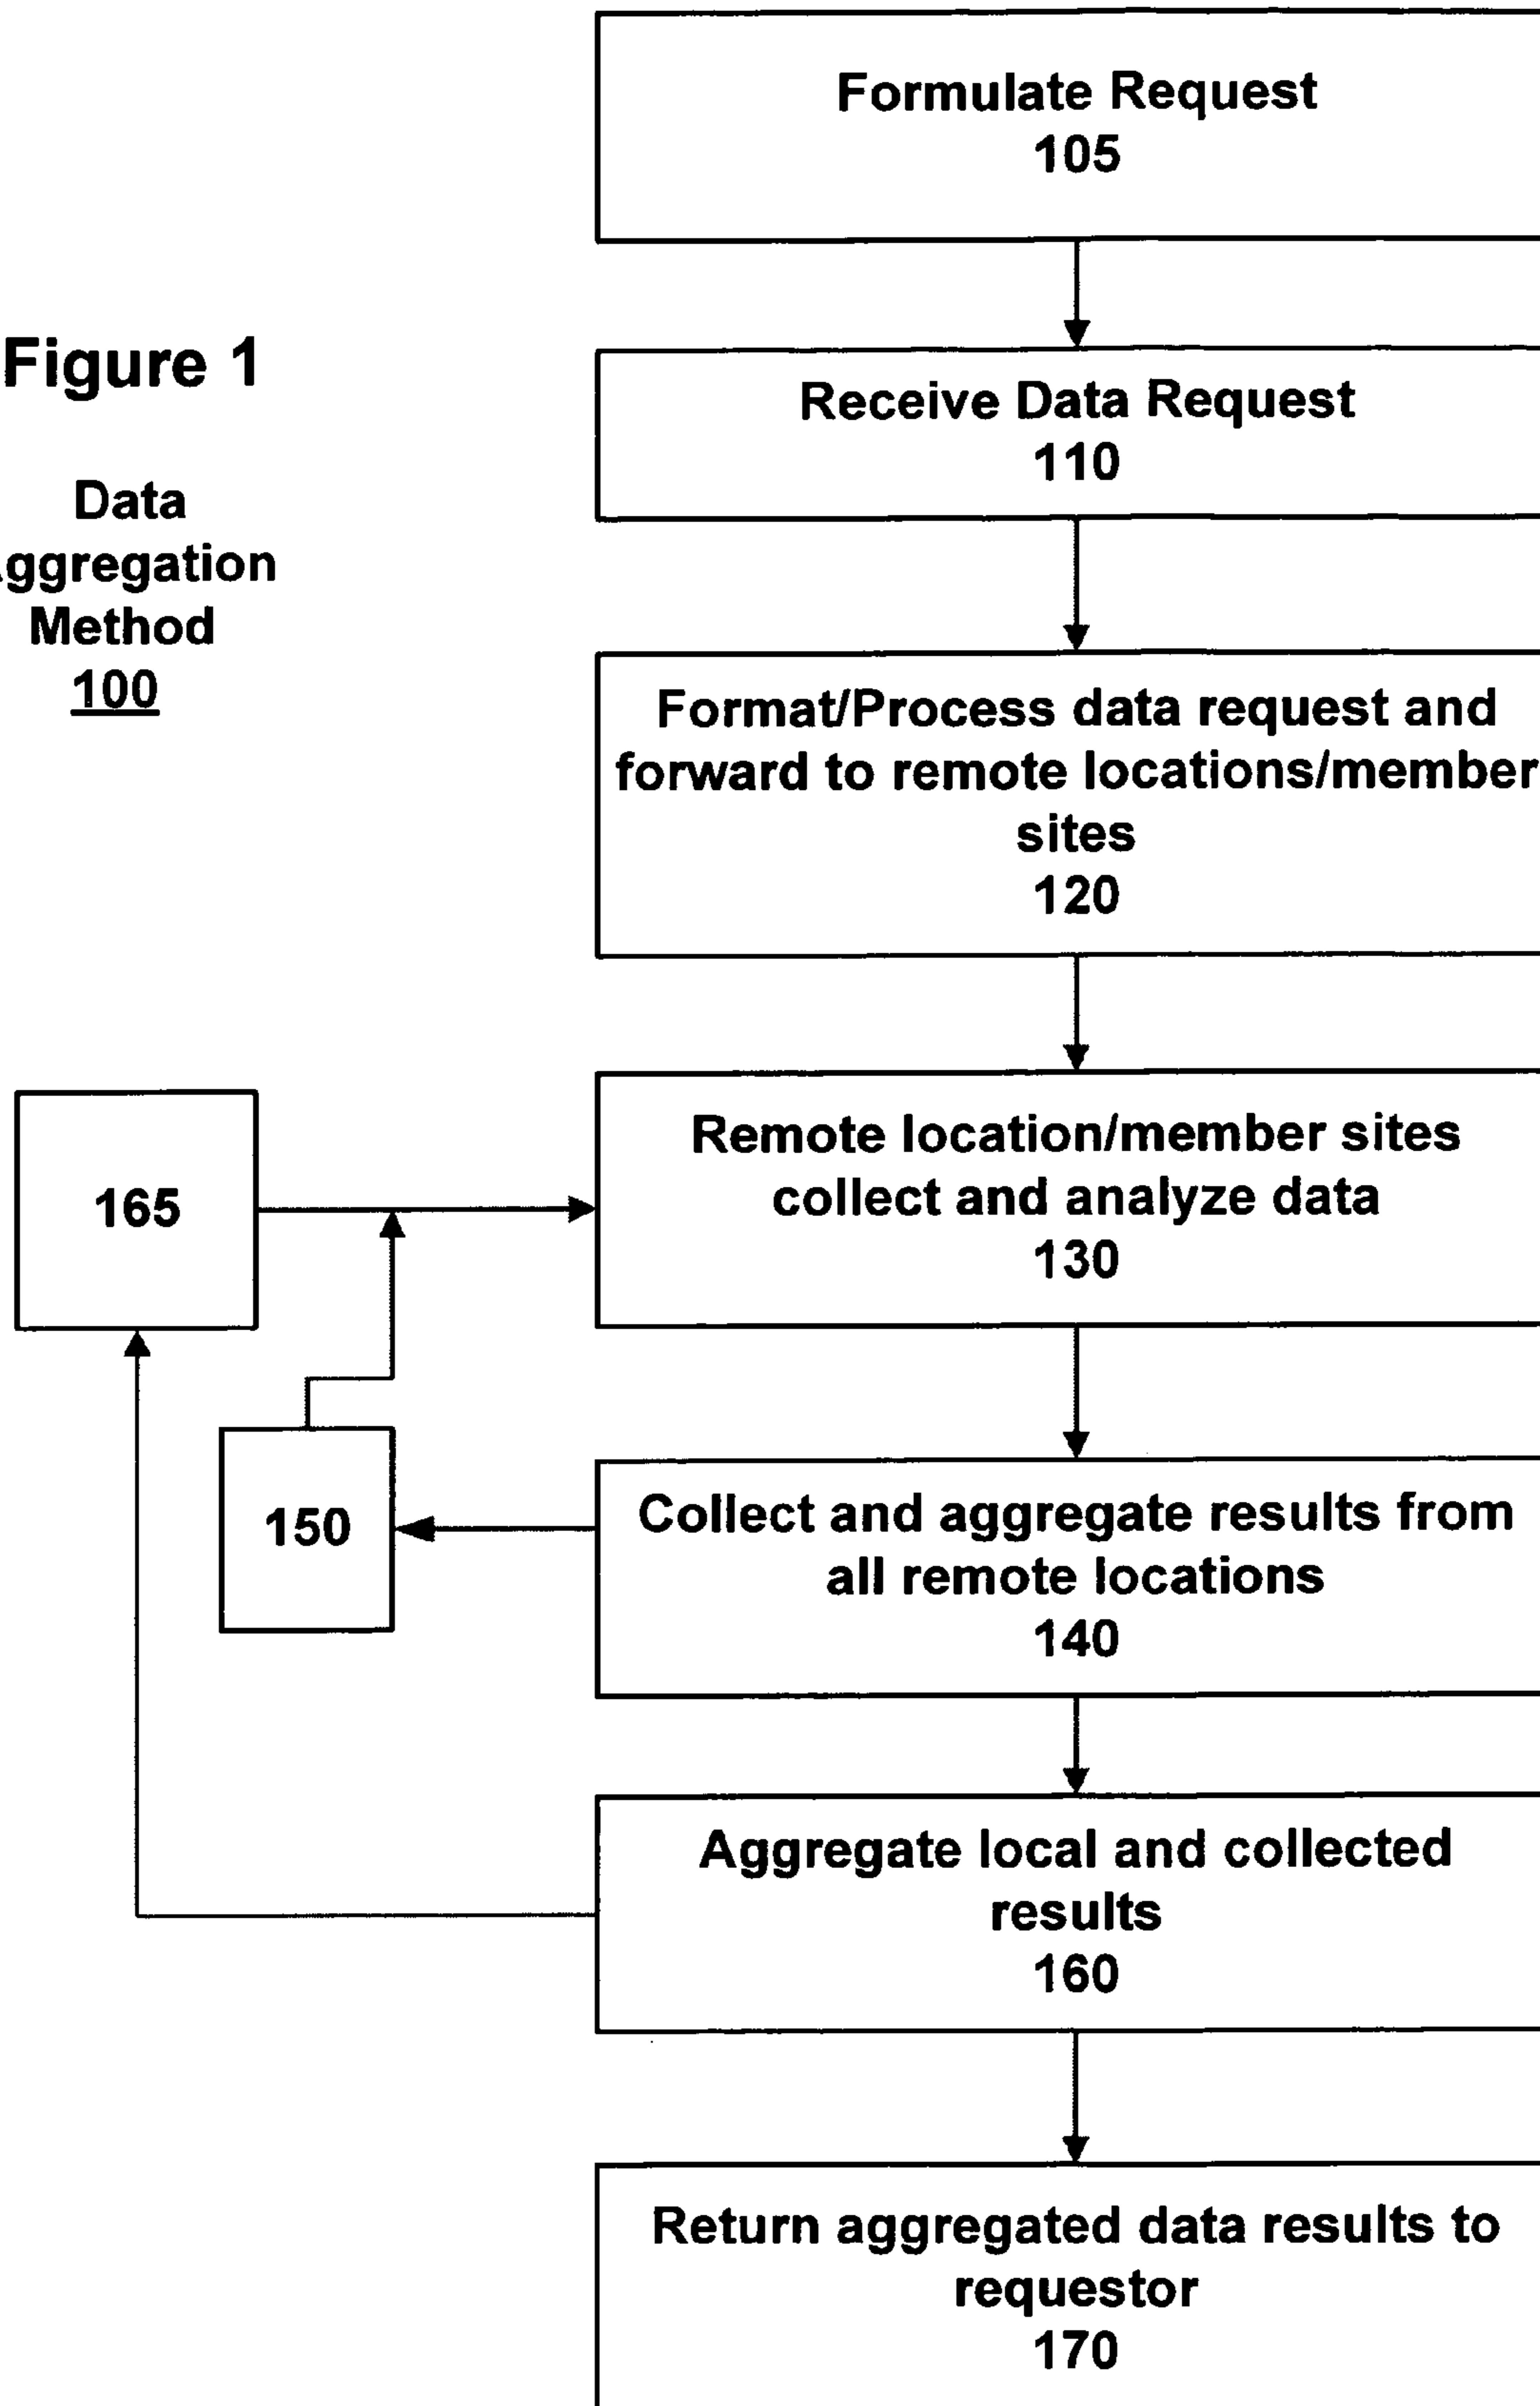 Formulate Request
105
Figure 1
Receive Data Request
110
Data
ggregation
Method
100
Format/Process data request and
forward to remote locations/member
sites
120
165
Remote location/member sites
collect and analyze data
130
150
Collect and aggregate results from
all remote locations
140
Aggregate local and collected
results
160
Return aggregated data results to
requestor
170